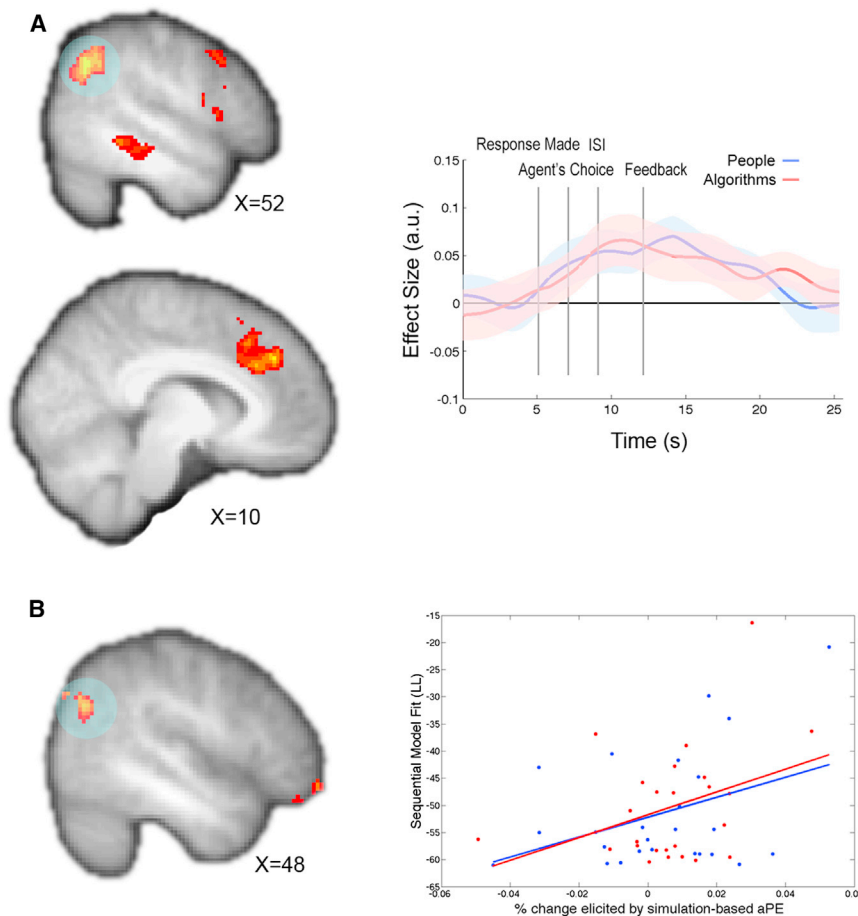 A
X=52
X=10
Response Made ISI
Agent's Choice Feedback
People
Algorithms
Effect Size (a.u.)
0.15
0.1
0.05
0
-0.05
-0.1
0 5 10 15 20 25
Time (s)
B
X=48
Sequential Model Fit (LL)
-15
-20
-25
-30
-35
-40
-45
-50
-55
-60
-65
-0.06 -0.04 -0.02 0 0.02 0.04 0.0
% change elicited by simulation-based aPE